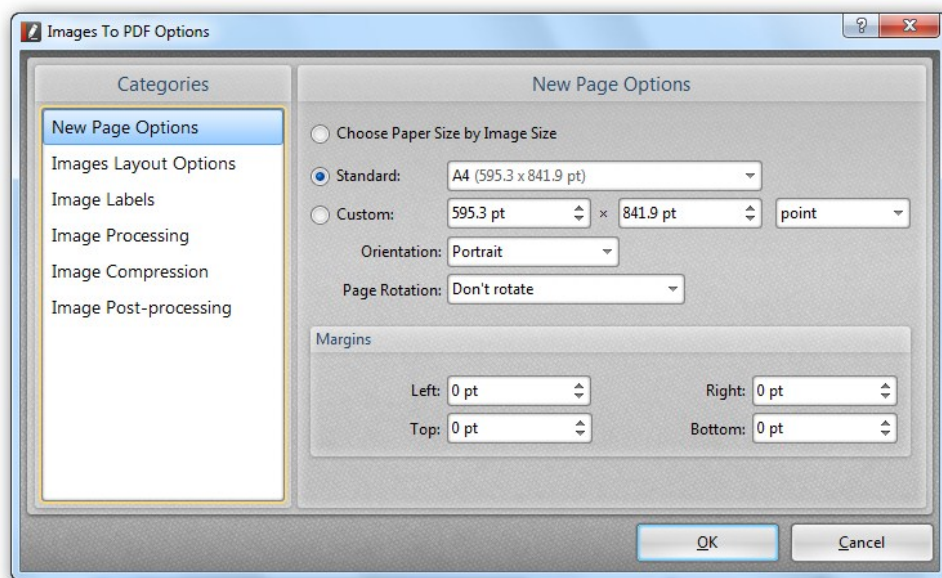 Images To PDF Options
?
Categories
New Page Options
Images Layout Options
Image Labels
Image Processing
Image Compression
Image Post-processing
New Page Options
Choose Paper Size by Image Size
Standard: A4 (595.3 x 841.9 pt)
Custom: 595.3 pt × 841.9 pt point
Orientation: Portrait
Page Rotation: Don't rotate
Margins
Left: 0 pt Right: 0 pt
Top: 0 pt Bottom: 0 pt
OK Cancel